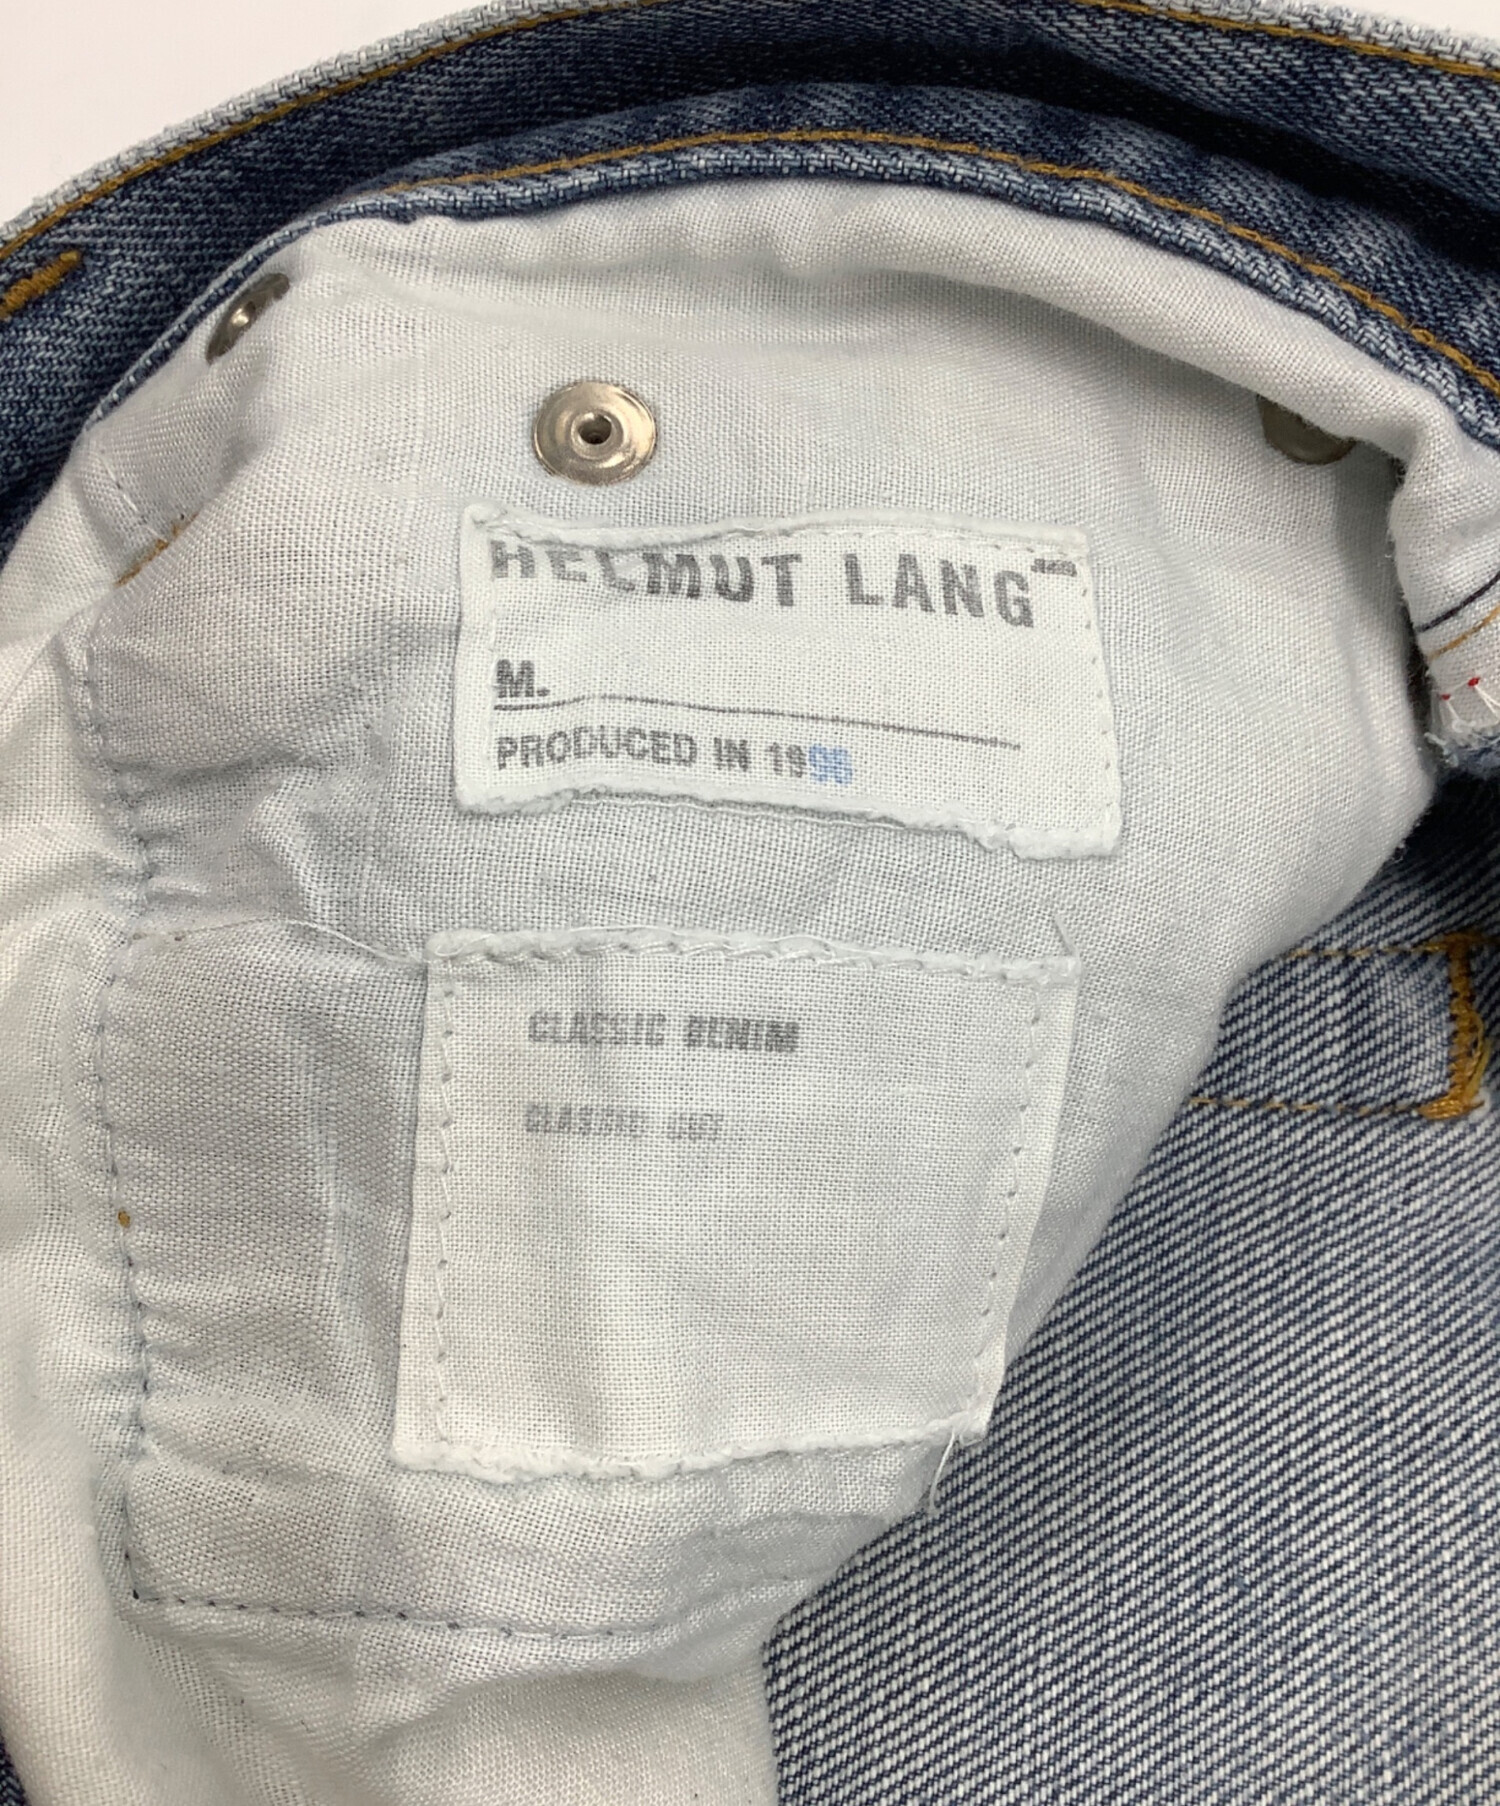 HELMUT LANG
M.
PRODUCED IN 1998
CLASSIC DENIM
CLASSIC CUT